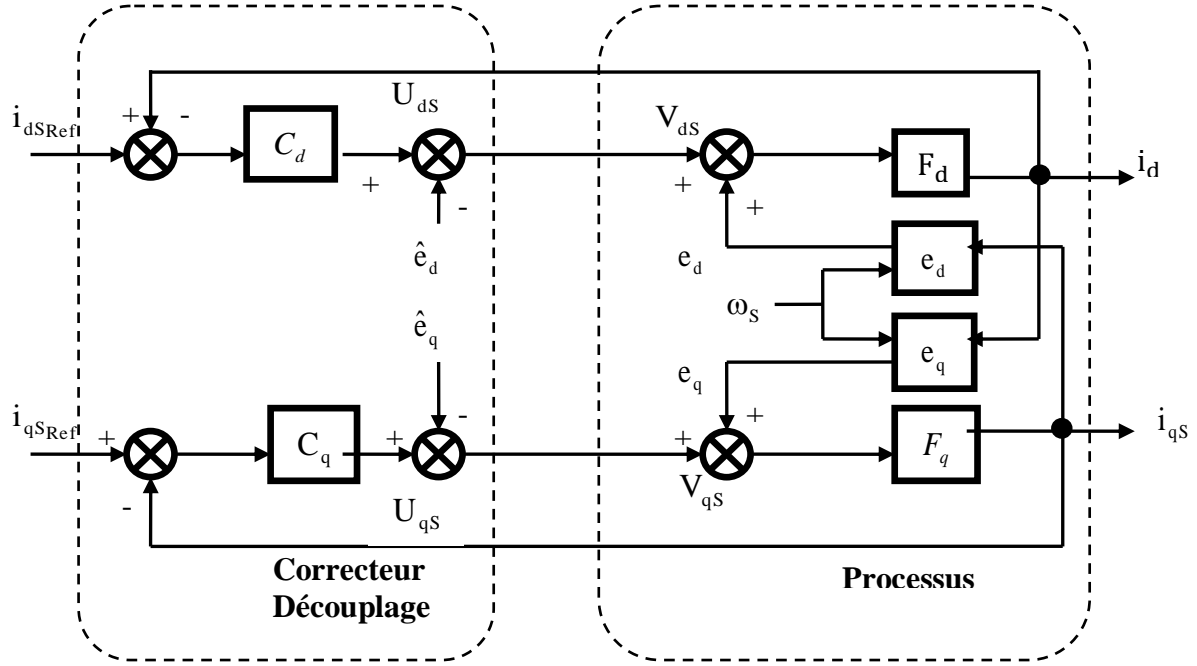 i_dSRef
+
-
C_d
+
U_dS
-
ê_d
V_dS
+
+
F_d
i_d
e_d
e_d
ω_S
ê_q
e_q
e_q
i_qSRef
+
-
C_q
+
-
U_qS
+
+
V_qS
F_q
i_qS
Correcteur
Découplage
Processus